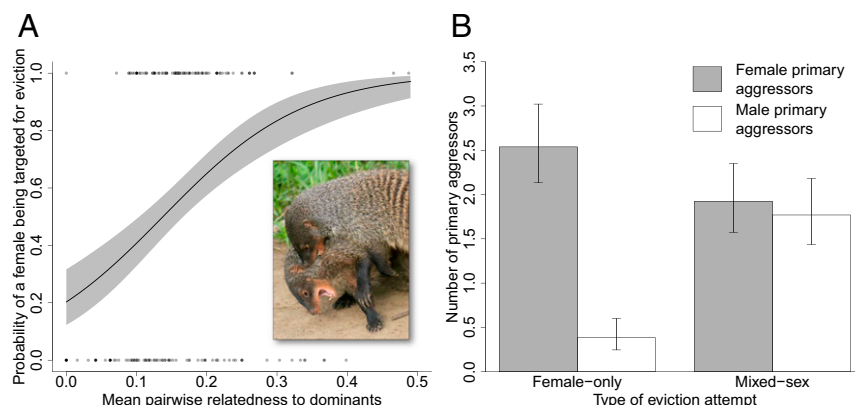 A
Probability of a female being targeted for eviction
1.0
0.8
0.6
0.4
0.2
0.0
0.0 0.1 0.2 0.3 0.4 0.5
Mean pairwise relatedness to dominants
B
Number of primary aggressors
3.5
3.0
2.5
2.0
1.5
1.0
0.5
0.0
Female primary
aggressors
Male primary
aggressors
Female-only Mixed-sex
Type of eviction attempt